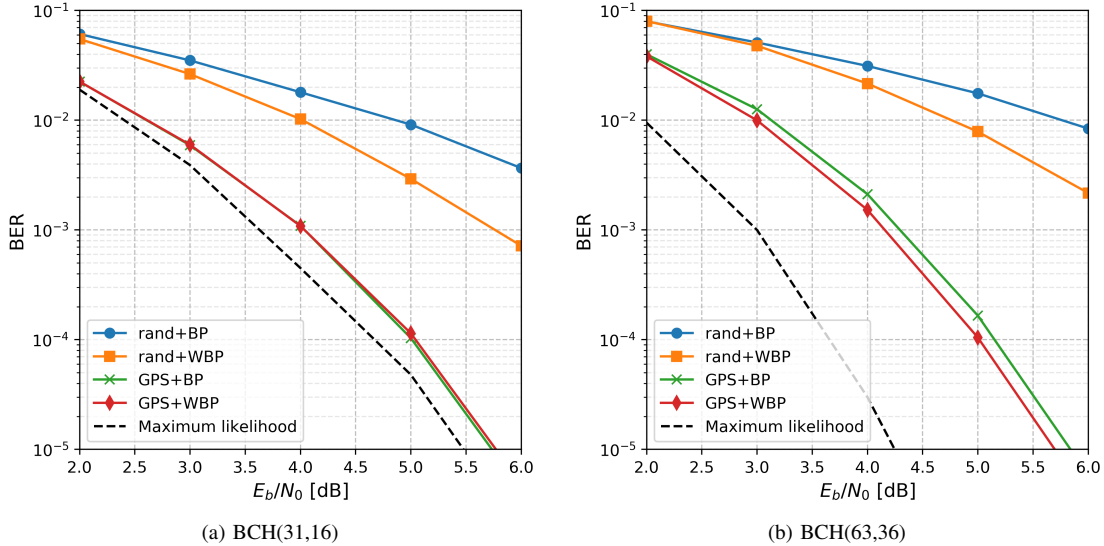 10⁻¹
10⁻²
10⁻³
10⁻⁴
10⁻⁵
BER
2.0 2.5 3.0 3.5 4.0 4.5 5.0 5.5 6.0
E_b/N_0 [dB]
rand+BP
rand+WBP
GPS+BP
GPS+WBP
Maximum likelihood
(a) BCH(31,16)
10⁻¹
10⁻²
10⁻³
10⁻⁴
10⁻⁵
BER
2.0 2.5 3.0 3.5 4.0 4.5 5.0 5.5 6.0
E_b/N_0 [dB]
rand+BP
rand+WBP
GPS+BP
GPS+WBP
Maximum likelihood
(b) BCH(63,36)